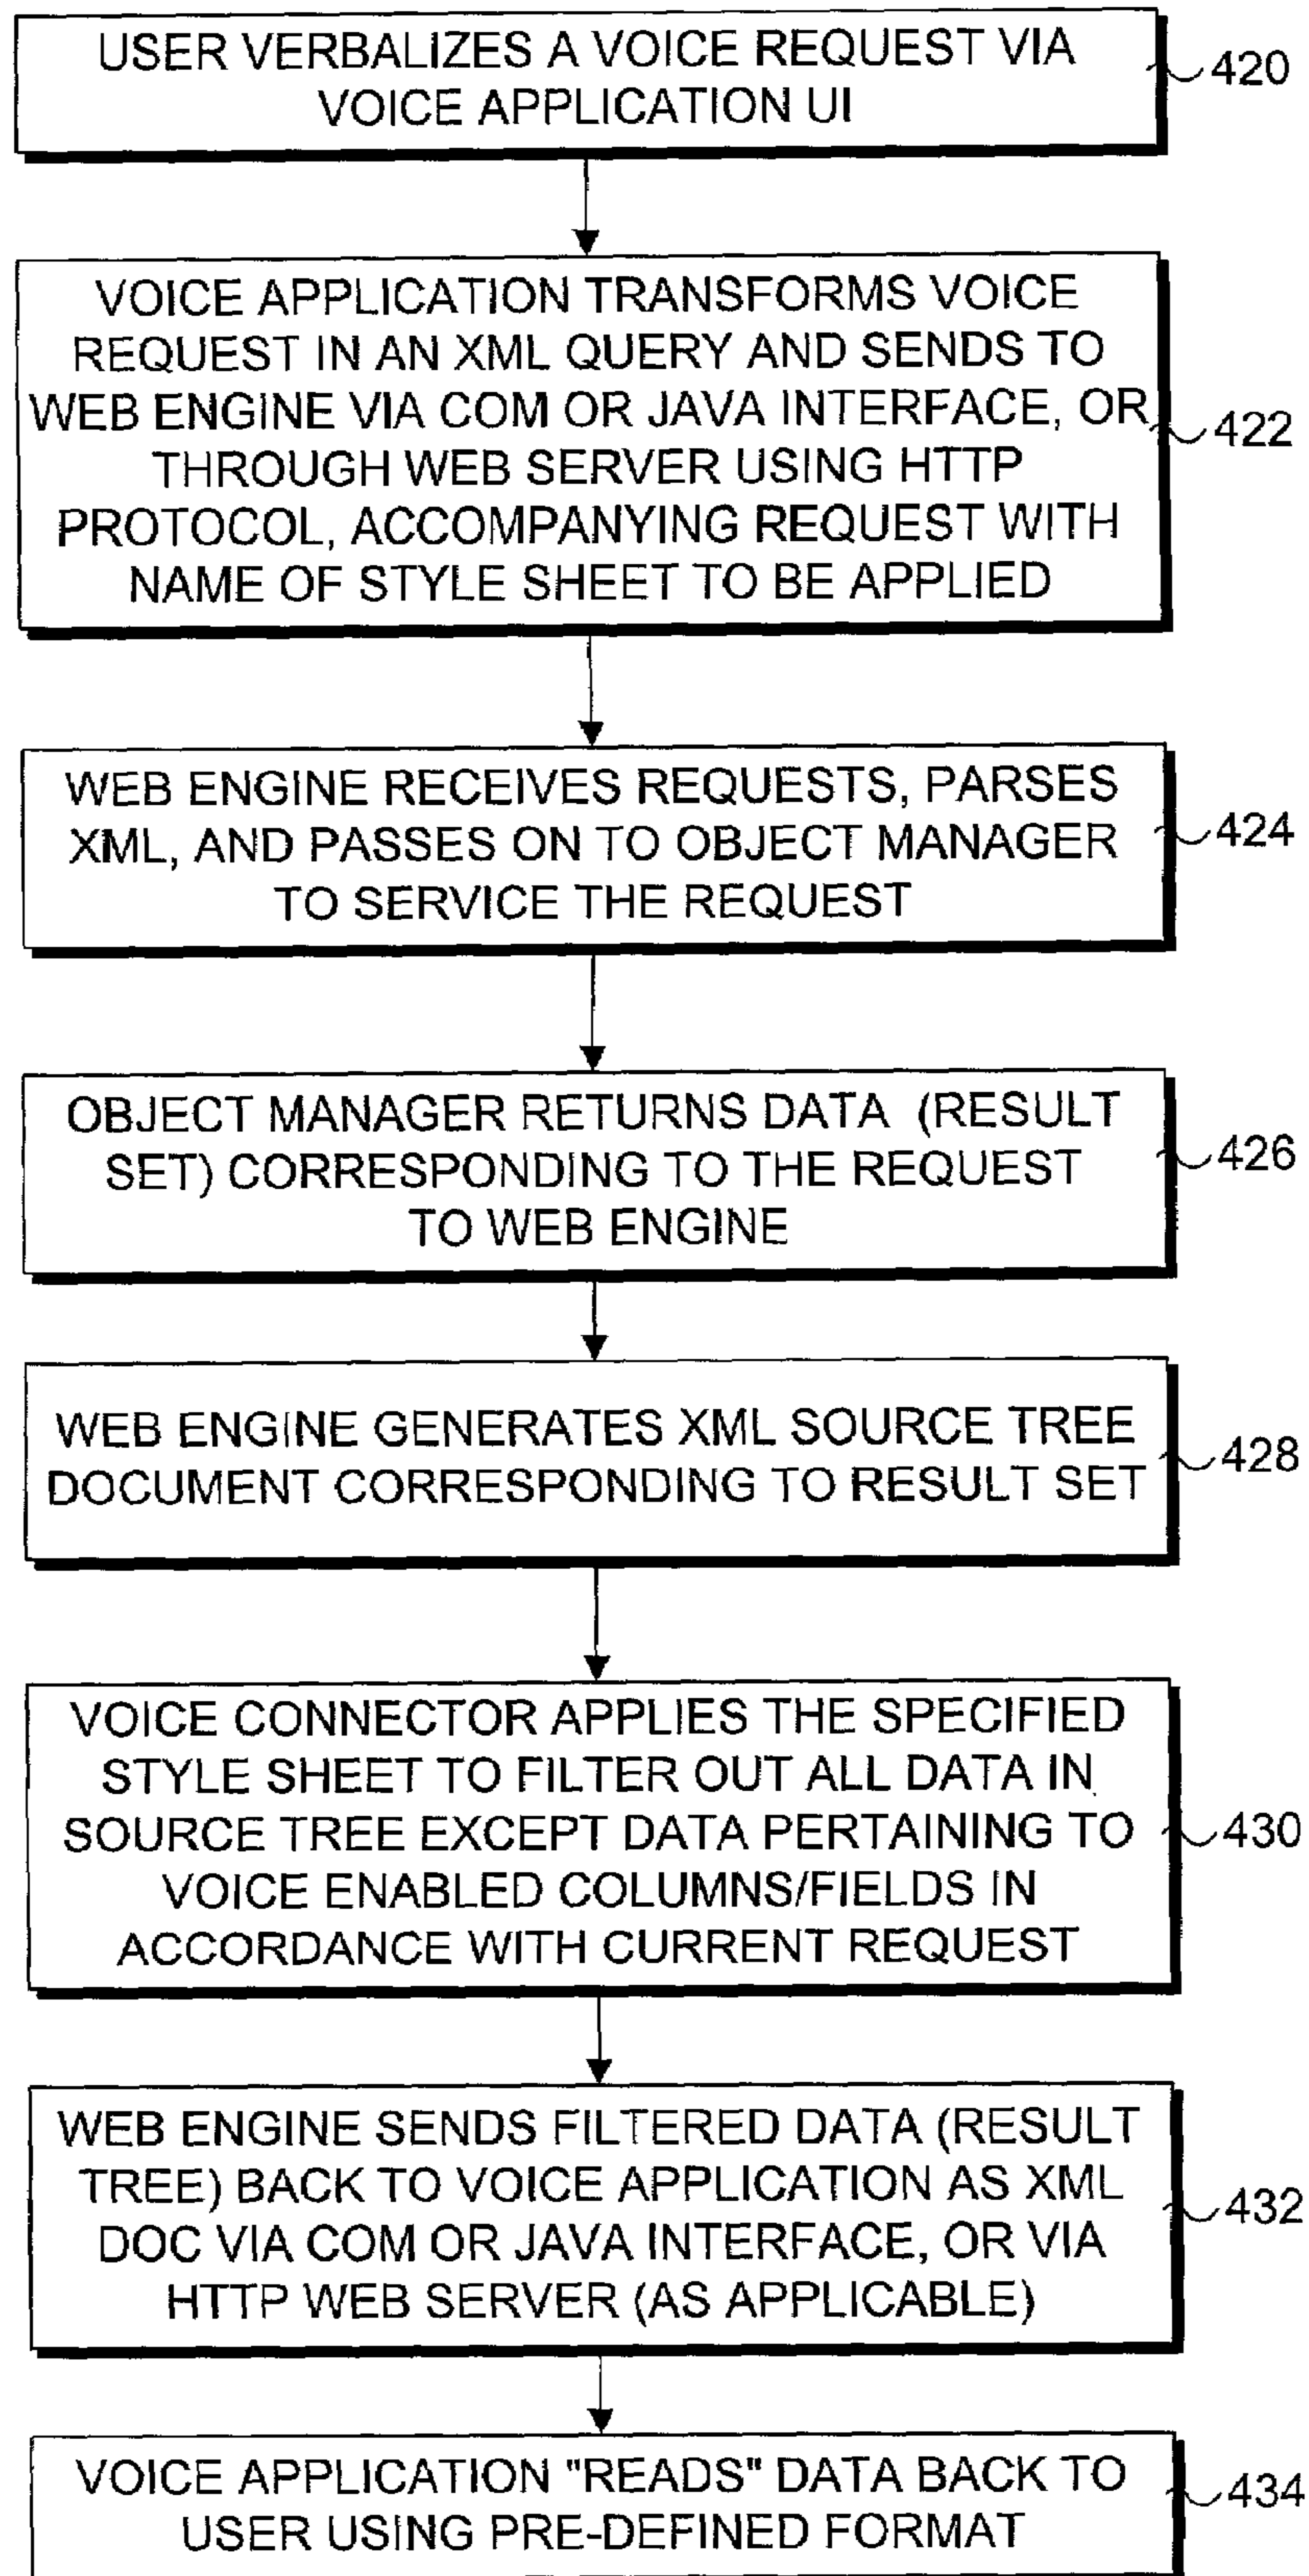 USER VERBALIZES A VOICE REQUEST VIA
VOICE APPLICATION UI
420
VOICE APPLICATION TRANSFORMS VOICE
REQUEST IN AN XML QUERY AND SENDS TO
WEB ENGINE VIA COM OR JAVA INTERFACE, OR
THROUGH WEB SERVER USING HTTP
PROTOCOL, ACCOMPANYING REQUEST WITH
NAME OF STYLE SHEET TO BE APPLIED
422
WEB ENGINE RECEIVES REQUESTS, PARSES
XML, AND PASSES ON TO OBJECT MANAGER
TO SERVICE THE REQUEST
424
OBJECT MANAGER RETURNS DATA (RESULT
SET) CORRESPONDING TO THE REQUEST
TO WEB ENGINE
426
WEB ENGINE GENERATES XML SOURCE TREE
DOCUMENT CORRESPONDING TO RESULT SET
428
VOICE CONNECTOR APPLIES THE SPECIFIED
STYLE SHEET TO FILTER OUT ALL DATA IN
SOURCE TREE EXCEPT DATA PERTAINING TO
VOICE ENABLED COLUMNS/FIELDS IN
ACCORDANCE WITH CURRENT REQUEST
430
WEB ENGINE SENDS FILTERED DATA (RESULT
TREE) BACK TO VOICE APPLICATION AS XML
DOC VIA COM OR JAVA INTERFACE, OR VIA
HTTP WEB SERVER (AS APPLICABLE)
432
VOICE APPLICATION "READS" DATA BACK TO
USER USING PRE-DEFINED FORMAT
434